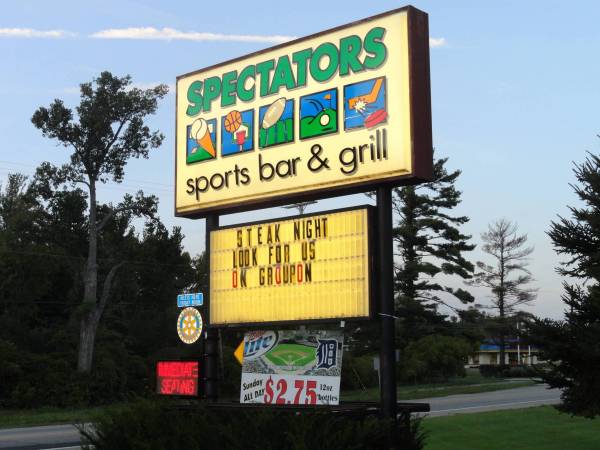 SPECTATORS
sports bar & grill
STEAK NIGHT
LOOK FOR US
ON GROUPON
IMMEDIATE
SEATING
Lite
Sunday
ALL DAY
$2.75
12oz
bottles